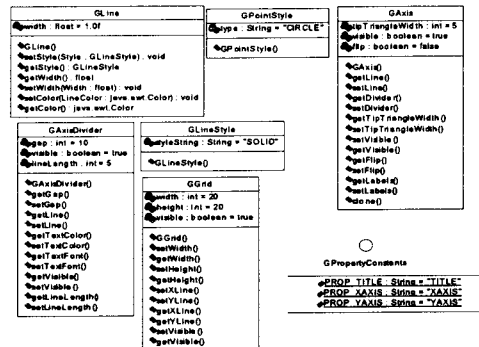 GLine
width : float = 1.0f
GLine()
setStyle(Style : GLineStyle) : void
getStyle() : GLineStyle
getWidth() : float
setWidth(Width : float) : void
setColor(LineColor : java.awt.Color) : void
getColor() : java.awt.Color
GPointStyle
type : String = "CIRCLE"
GPointStyle()
GAxis
tipTriangleWidth : int = 5
visible : boolean = true
flip : boolean = false
GAxis()
getLine()
setLine()
getDivider()
setDivider()
getTipTriangleWidth()
setTipTriangleWidth()
setVisible()
getVisible()
getFlip()
setFlip()
getLabels()
setLabels()
clone()
GAxisDivider
gap : int = 10
visible : boolean = true
lineLength : int = 5
GAxisDivider()
getGap()
setGap()
getLine()
setLine()
getTextColor()
setTextColor()
getTextFont()
setTextFont()
getVisible()
setVisible()
getLineLength()
setLineLength()
GLineStyle
styleString : String = "SOLID"
GLineStyle()
GGrid
width : int = 20
height : int = 20
visible : boolean = true
GGrid()
setWidth()
getWidth()
setHeight()
getHeight()
setXLine()
setYLine()
getXLine()
getYLine()
setVisible()
getVisible()
GPropertyConstants
PROP_TITLE : String = "TITLE"
PROP_XAXIS : String = "XAXIS"
PROP_YAXIS : String = "YAXIS"